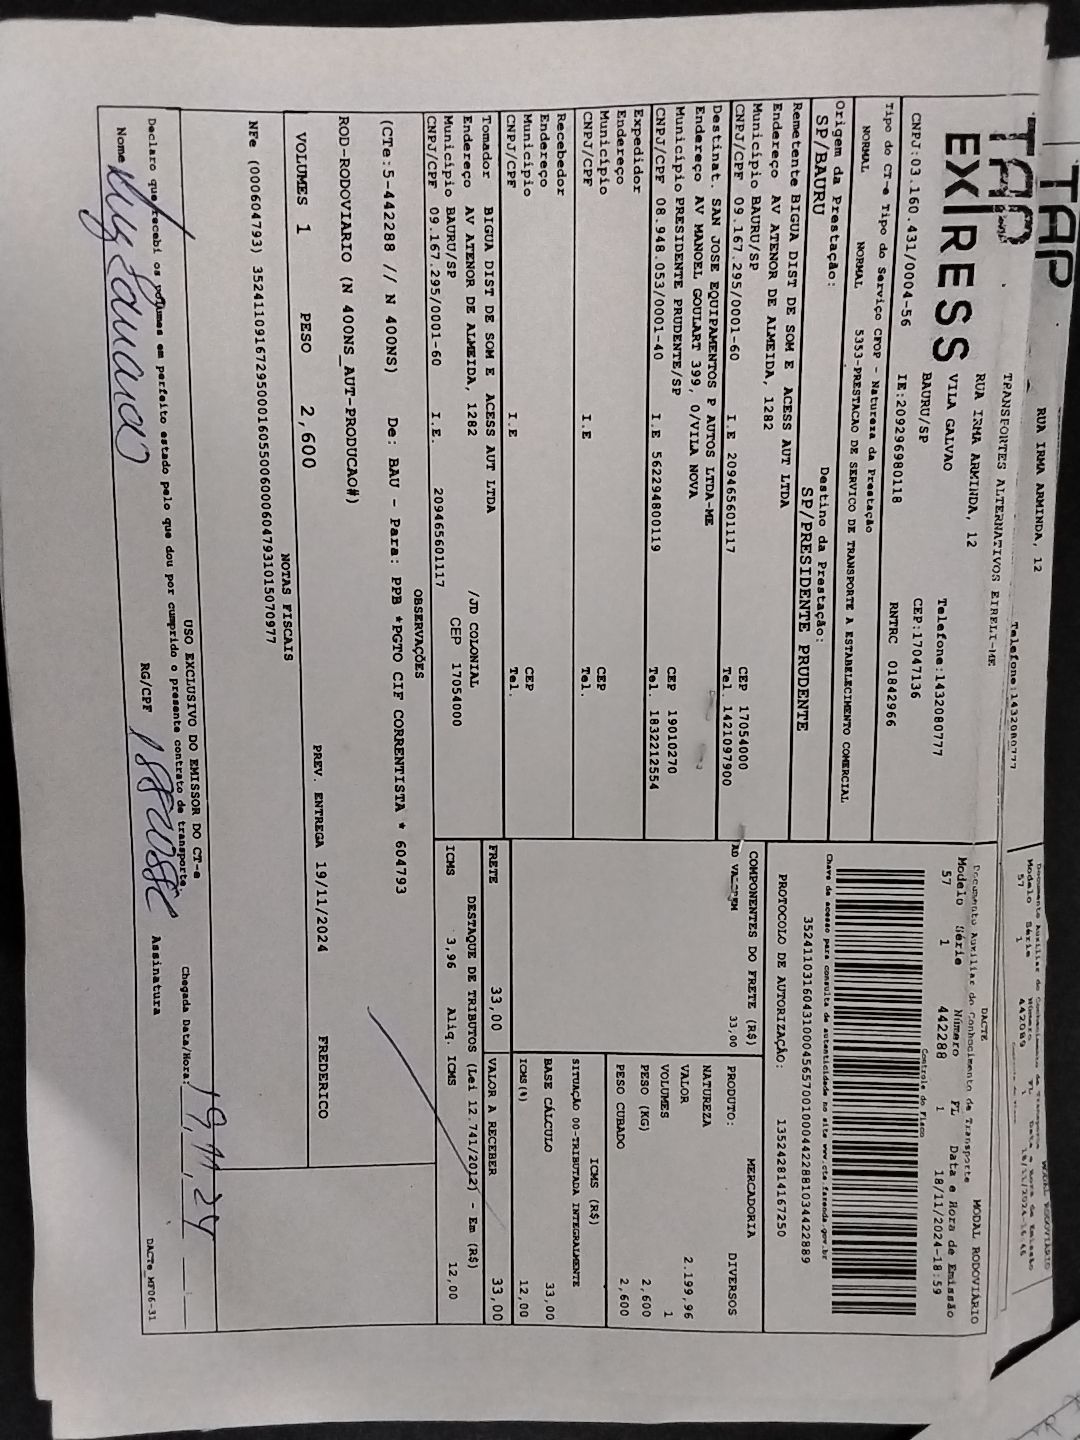 TAP
RUA IRMA ARMINDA, 12
Telefone:1432080777
Modelo Série
57 1 442089
TAP EXPRESS
TRANSPORTES ALTERNATIVOS EIRELI-ME
RUA IRMA ARMINDA, 12
VILA GALVAO Telefone:1432080777
BAURU/SP CEP:17047136
CNPJ:03.160.431/0004-56 IE:209296980118 RNTRC 01842966
DACTE MODAL RODOVIÁRIO
Documento Auxiliar do Conhecimento de Transporte
Modelo Série Número FL Data e Hora de Emissão
57 1 442288 1 18/11/2024-18:59
Controle do Fisco
Tipo do CT-e Tipo do Serviço CFOP - Natureza da Prestação
NORMAL NORMAL 5353-PRESTACAO DE SERVICO DE TRANSPORTE A ESTABELECIMENTO COMERCIAL
Chave de acesso para consulta de autenticidade no site www.cte.fazenda.gov.br
35241103160431000456570010004422881034422889
Origem da Prestação: Destino da Prestação:
SP/BAURU SP/PRESIDENTE PRUDENTE
PROTOCOLO DE AUTORIZAÇÃO: 135242814167250
Remetente BIGUA DIST DE SOM E ACESS AUT LTDA
Endereço AV ATENOR DE ALMEIDA, 1282
Município BAURU/SP CEP 17054000
CNPJ/CPF 09.167.295/0001-60 I.E 209465601117 Tel. 1421097900
Destinat. SAN JOSE EQUIPAMENTOS P AUTOS LTDA-ME
Endereço AV MANOEL GOULART 399, 0/VILA NOVA
Município PRESIDENTE PRUDENTE/SP CEP 19010270
CNPJ/CPF 08.948.053/0001-40 I.E 562294800119 Tel. 1832212554
Expedidor
Endereço
Município CEP
CNPJ/CPF I.E Tel.
Recebedor
Endereço
Município CEP
CNPJ/CPF I.E Tel.
COMPONENTES DO FRETE (R$)
AD VALOREM 33,00
PRODUTO: MERCADORIA DIVERSOS
NATUREZA
VALOR 2.199,96
VOLUMES 1
PESO (KG) 2,600
PESO CUBADO 2,600
ICMS (R$)
SITUAÇÃO 00-TRIBUTADA INTEGRALMENTE
BASE CÁLCULO 33,00
ICMS(%) 12,00
Tomador BIGUA DIST DE SOM E ACESS AUT LTDA
Endereço AV ATENOR DE ALMEIDA, 1282 /JD COLONIAL
Município BAURU/SP CEP 17054000
CNPJ/CPF 09.167.295/0001-60 I.E. 209465601117
FRETE 33,00 VALOR A RECEBER 33,00
DESTAQUE DE TRIBUTOS (Lei 12.741/2012) - Em (R$)
ICMS 3,96 Aliq. ICMS 12,00
OBSERVAÇÕES
(CTe:5-442288 // N 400NS) De: BAU - Para: PPB *PGTO CIF CORRENTISTA * 604793
ROD-RODOVIARIO (N 400NS_AUT-PRODUCAO#)
VOLUMES 1 PESO 2,600 PREV. ENTREGA 19/11/2024 FREDERICO
NOTAS FISCAIS
NFe (000604793) 35241109167295000160550060006047931015070977
USO EXCLUSIVO DO EMISSOR DO CT-e
Declaro que recebi os volumes em perfeito estado pelo que dou por cumprido o presente contrato de transporte.
Chegada Data/Hora: 19, 11, 24
Nome RG/CPF Assinatura
DACTe_MF06-31